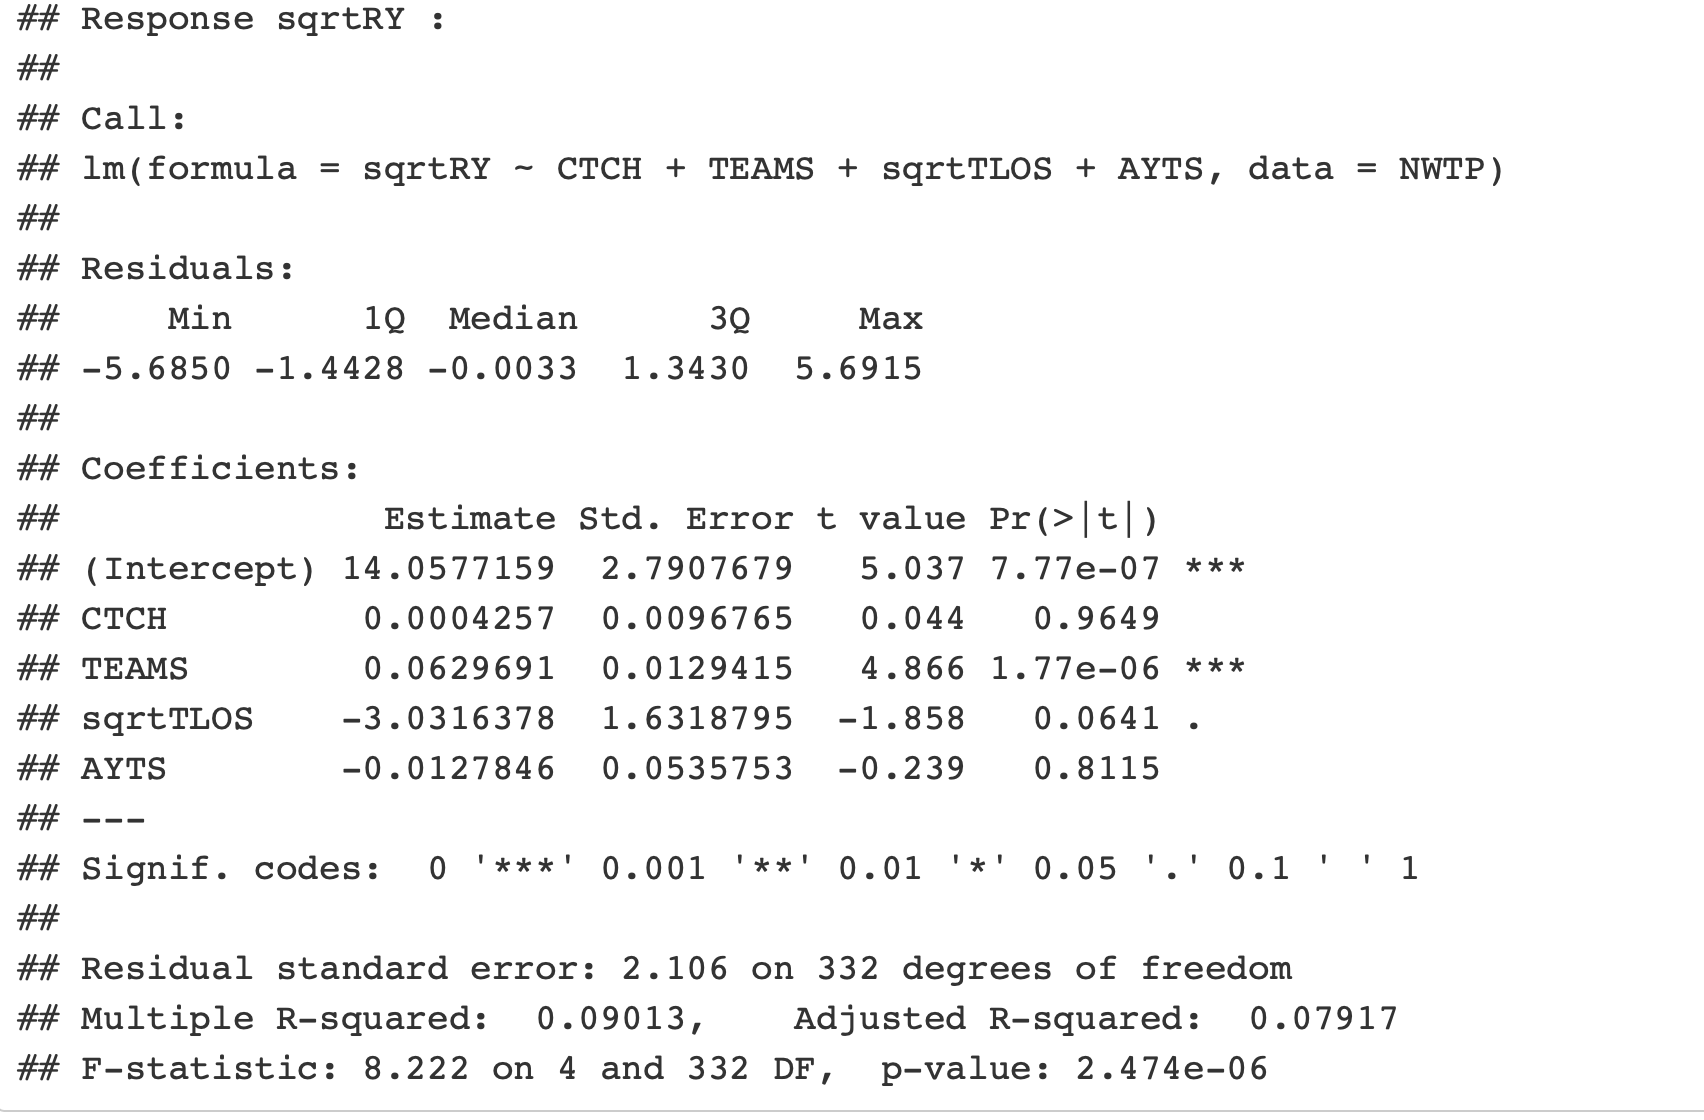 ## Response sqrtRY :
##
## Call:
## lm(formula = sqrtRY ~ CTCH + TEAMS + sqrtTLOS + AYTS, data = NWTP)
##
## Residuals:
##     Min      1Q  Median      3Q     Max
## -5.6850 -1.4428 -0.0033  1.3430  5.6915
##
## Coefficients:
##               Estimate Std. Error t value Pr(>|t|)
## (Intercept) 14.0577159  2.7907679   5.037 7.77e-07 ***
## CTCH         0.0004257  0.0096765   0.044   0.9649
## TEAMS        0.0629691  0.0129415   4.866 1.77e-06 ***
## sqrtTLOS    -3.0316378  1.6318795  -1.858   0.0641 .
## AYTS        -0.0127846  0.0535753  -0.239   0.8115
## ---
## Signif. codes:  0 '***' 0.001 '**' 0.01 '*' 0.05 '.' 0.1 ' ' 1
##
## Residual standard error: 2.106 on 332 degrees of freedom
## Multiple R-squared:  0.09013,    Adjusted R-squared:  0.07917
## F-statistic: 8.222 on 4 and 332 DF,  p-value: 2.474e-06